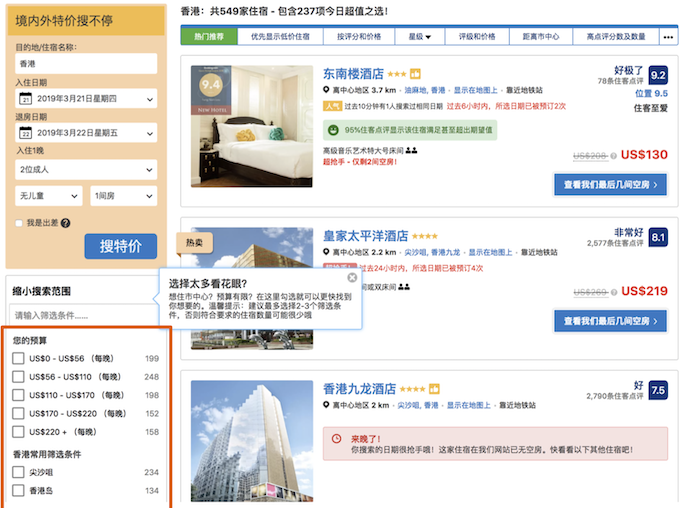 境内外特价搜不停
目的地/住宿名称：
香港
入住日期
21 2019年3月21日星期四
退房日期
22 2019年3月22日星期五
入住1晚
2位成人
无儿童 1间房
我是出差 ?
搜特价
缩小搜索范围
请输入筛选条件......
您的预算
US$0 - US$56 （每晚） 199
US$56 - US$110 （每晚） 248
US$110 - US$170 （每晚） 198
US$170 - US$220 （每晚） 152
US$220 + （每晚） 158
香港常用筛选条件
尖沙咀 234
香港岛 134
选择太多看花眼？
想住市中心？预算有限？在这里勾选就可以更快找到
你想要的。温馨提示：建议最多选择2-3个筛选条
件，否则符合要求的住宿数量可能很少哦
香港：共549家住宿 - 包含237项今日超值之选！
热门推荐 优先显示低价住宿 按评分和价格 星级 评级和价格 距离市中心 高点评分数及数量 •••
9.4
NEW HOTEL
东南楼酒店
离中心地区 3.7 km - 油麻地, 香港 - 显示在地图上 - 靠近地铁站
人气 过去10分钟有1人搜索过相同日期 过去6小时内，所选日期已被预订2次
95%住客点评显示该住宿满足甚至超出期望值
高级音乐艺术特大号床间
超抢手 - 仅剩2间空房！
好极了 9.2
78条住客点评
位置 9.5
住客至爱
US$208 US$130
查看我们最后几间空房
热卖
皇家太平洋酒店
离中心地区 2.2 km - 尖沙咀, 香港九龙 - 显示在地图上 - 靠近地铁站
过去24小时内，所选日期已被预订4次
间或双床间
非常好 8.1
2,577条住客点评
US$269 US$219
查看我们最后几间空房
香港九龙酒店
离中心地区 2 km - 尖沙咀, 香港 - 显示在地图上 - 靠近地铁站
好 7.5
2,790条住客点评
来晚了！
你搜索的日期很抢手哦！这家住宿在我们网站已无空房。快看看以下其他住宿吧！